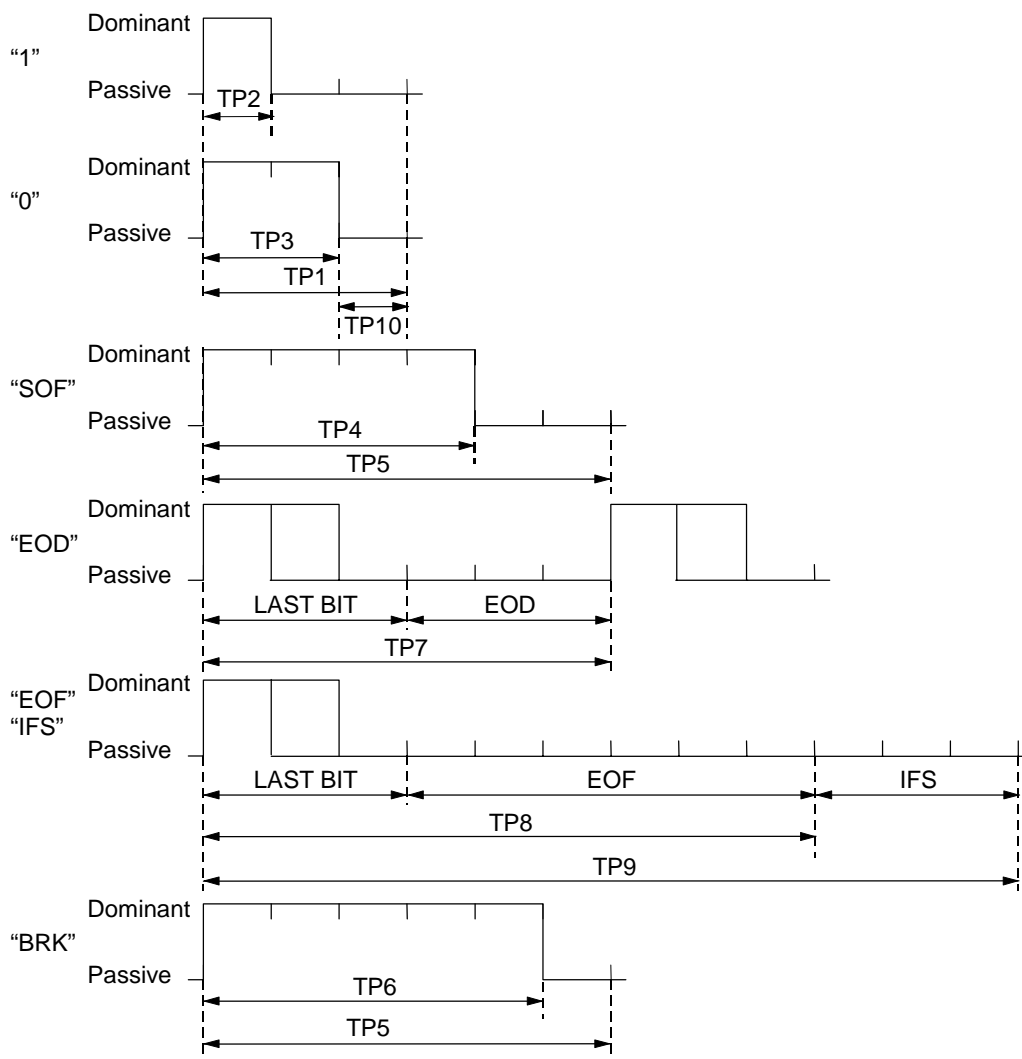 Dominant
“1”
Passive
TP2
Dominant
“0”
Passive
TP3
TP1
TP10
Dominant
“SOF”
Passive
TP4
TP5
Dominant
“EOD”
Passive
LAST BIT EOD
TP7
Dominant
“EOF”
“IFS”
Passive
LAST BIT EOF IFS
TP8
TP9
Dominant
“BRK”
Passive
TP6
TP5